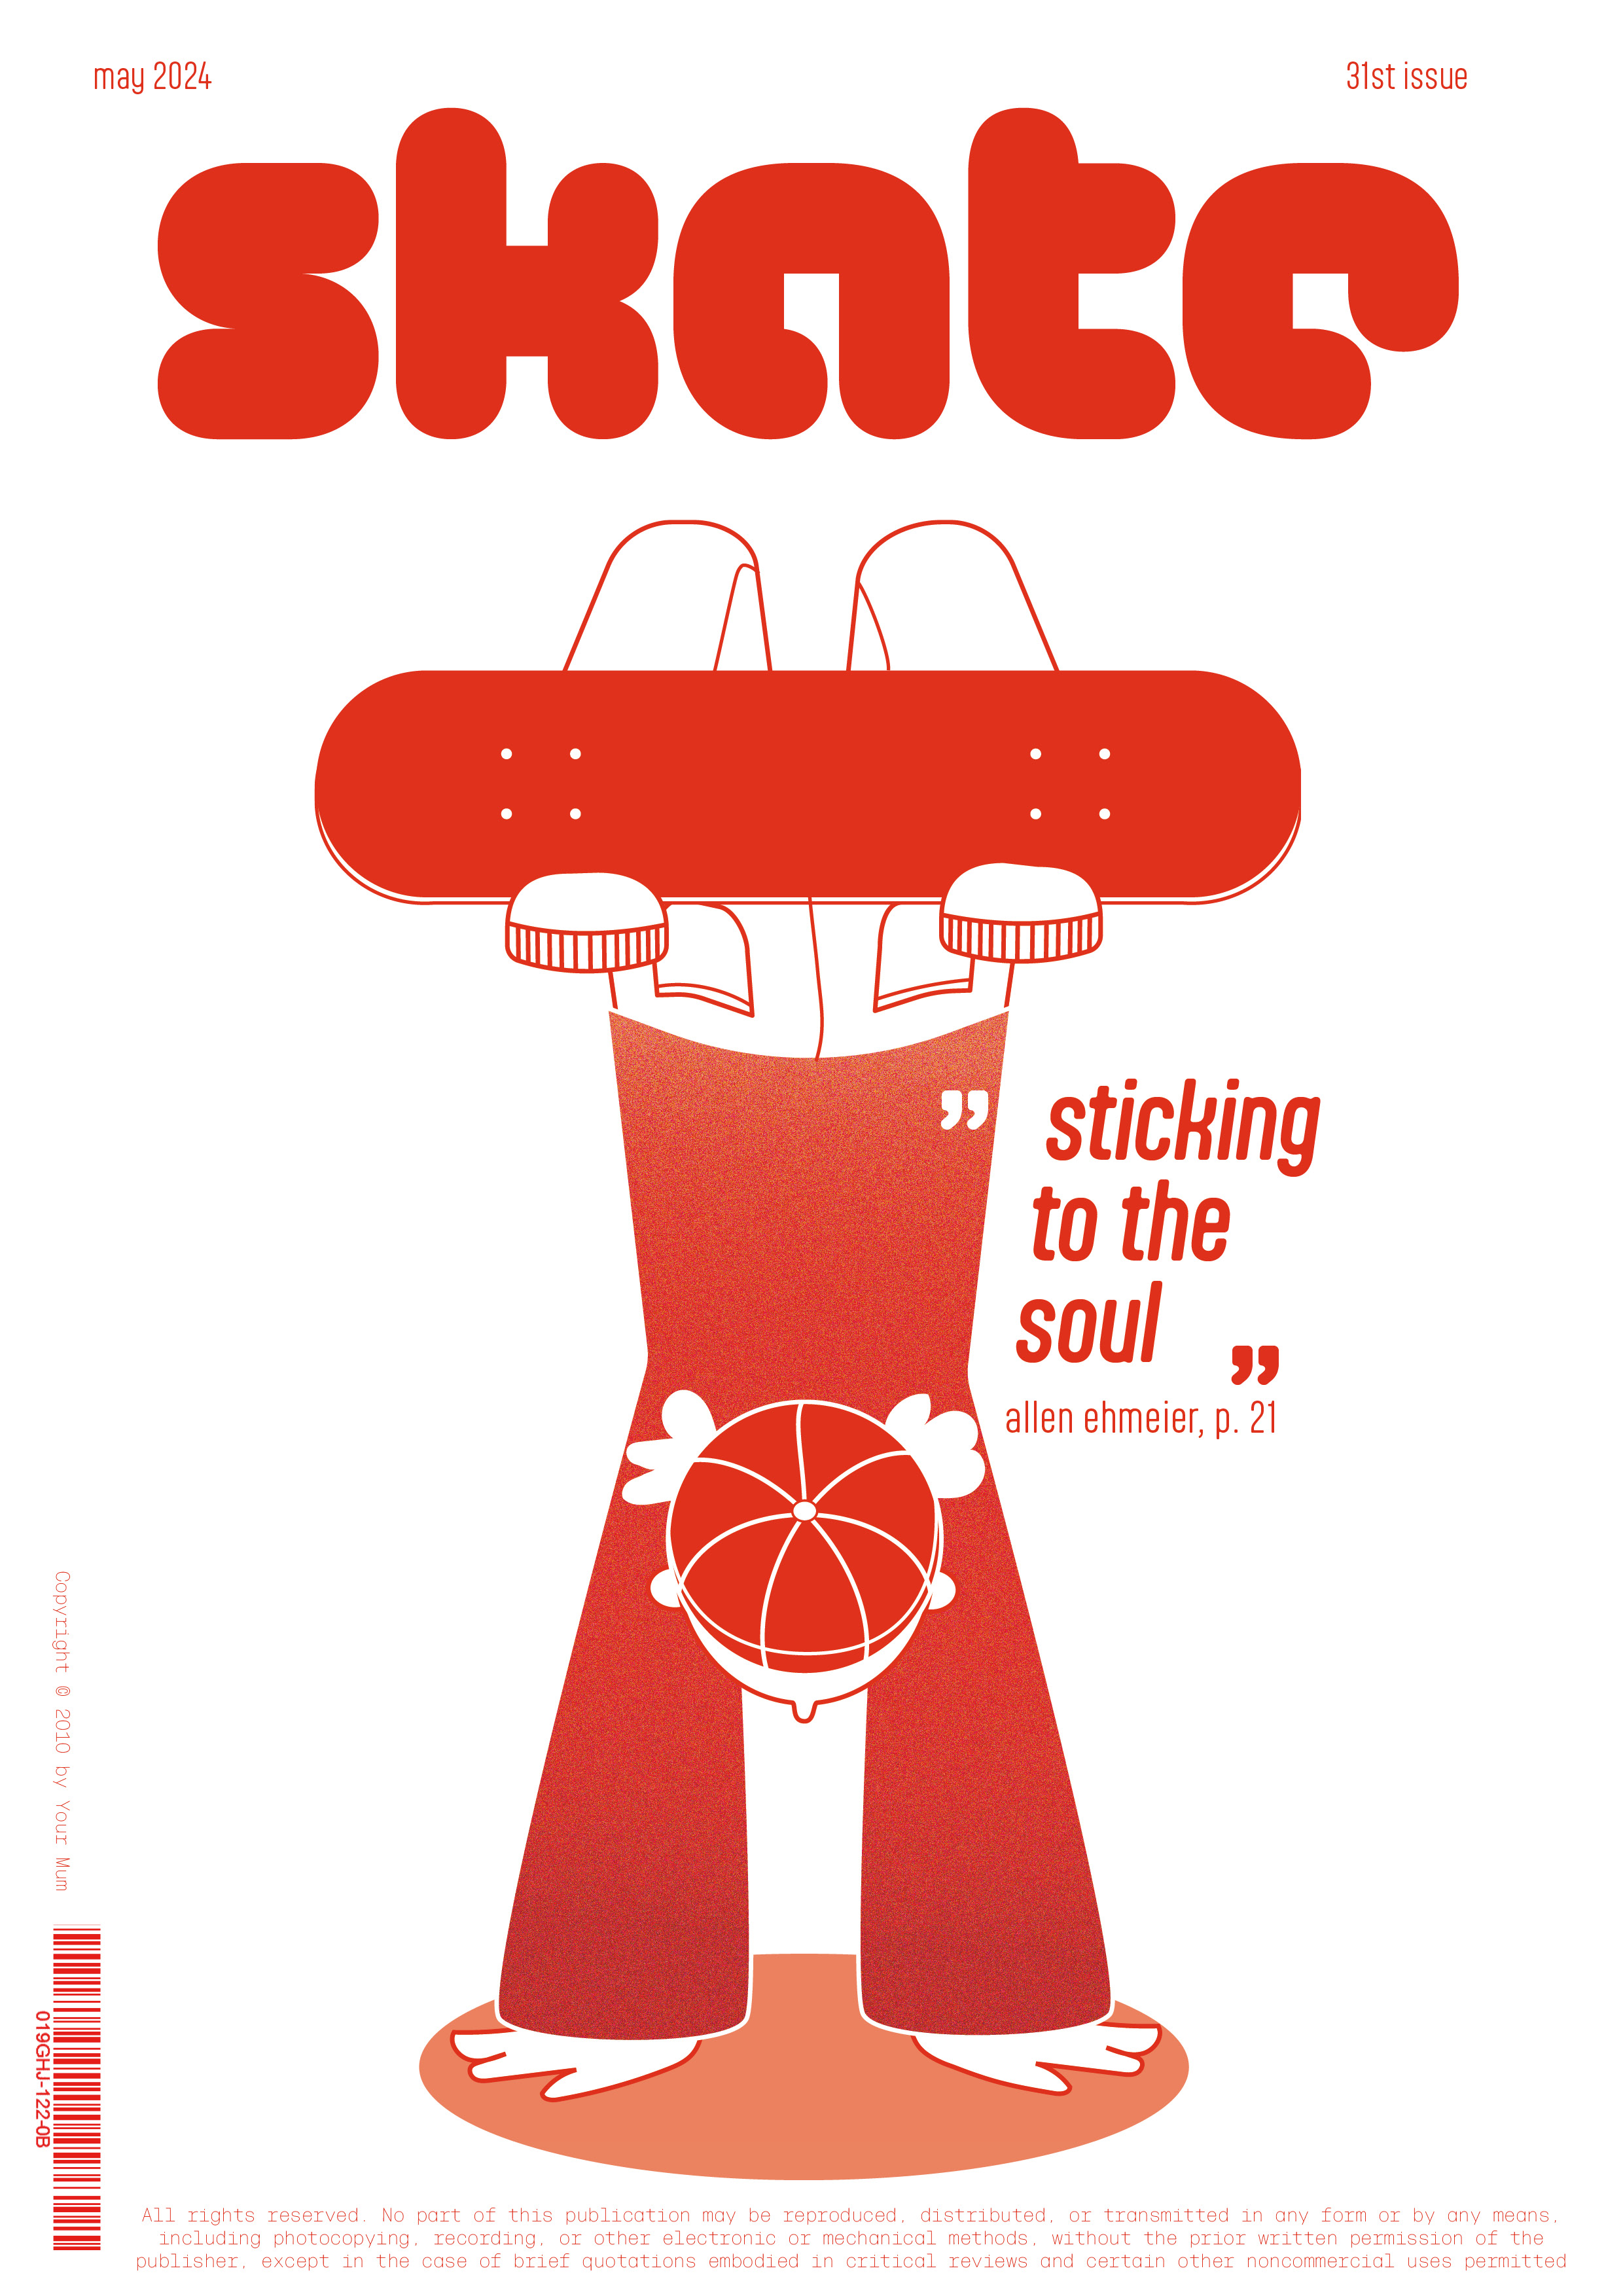 may 2024
31st issue
skate
”sticking
to the
soul”
allen ehmeier, p. 21
Copyright © 2010 by Your Mum
019GHJ-122-0B
All rights reserved. No part of this publication may be reproduced, distributed, or transmitted in any form or by any means,
including photocopying, recording, or other electronic or mechanical methods, without the prior written permission of the
publisher, except in the case of brief quotations embodied in critical reviews and certain other noncommercial uses permitted